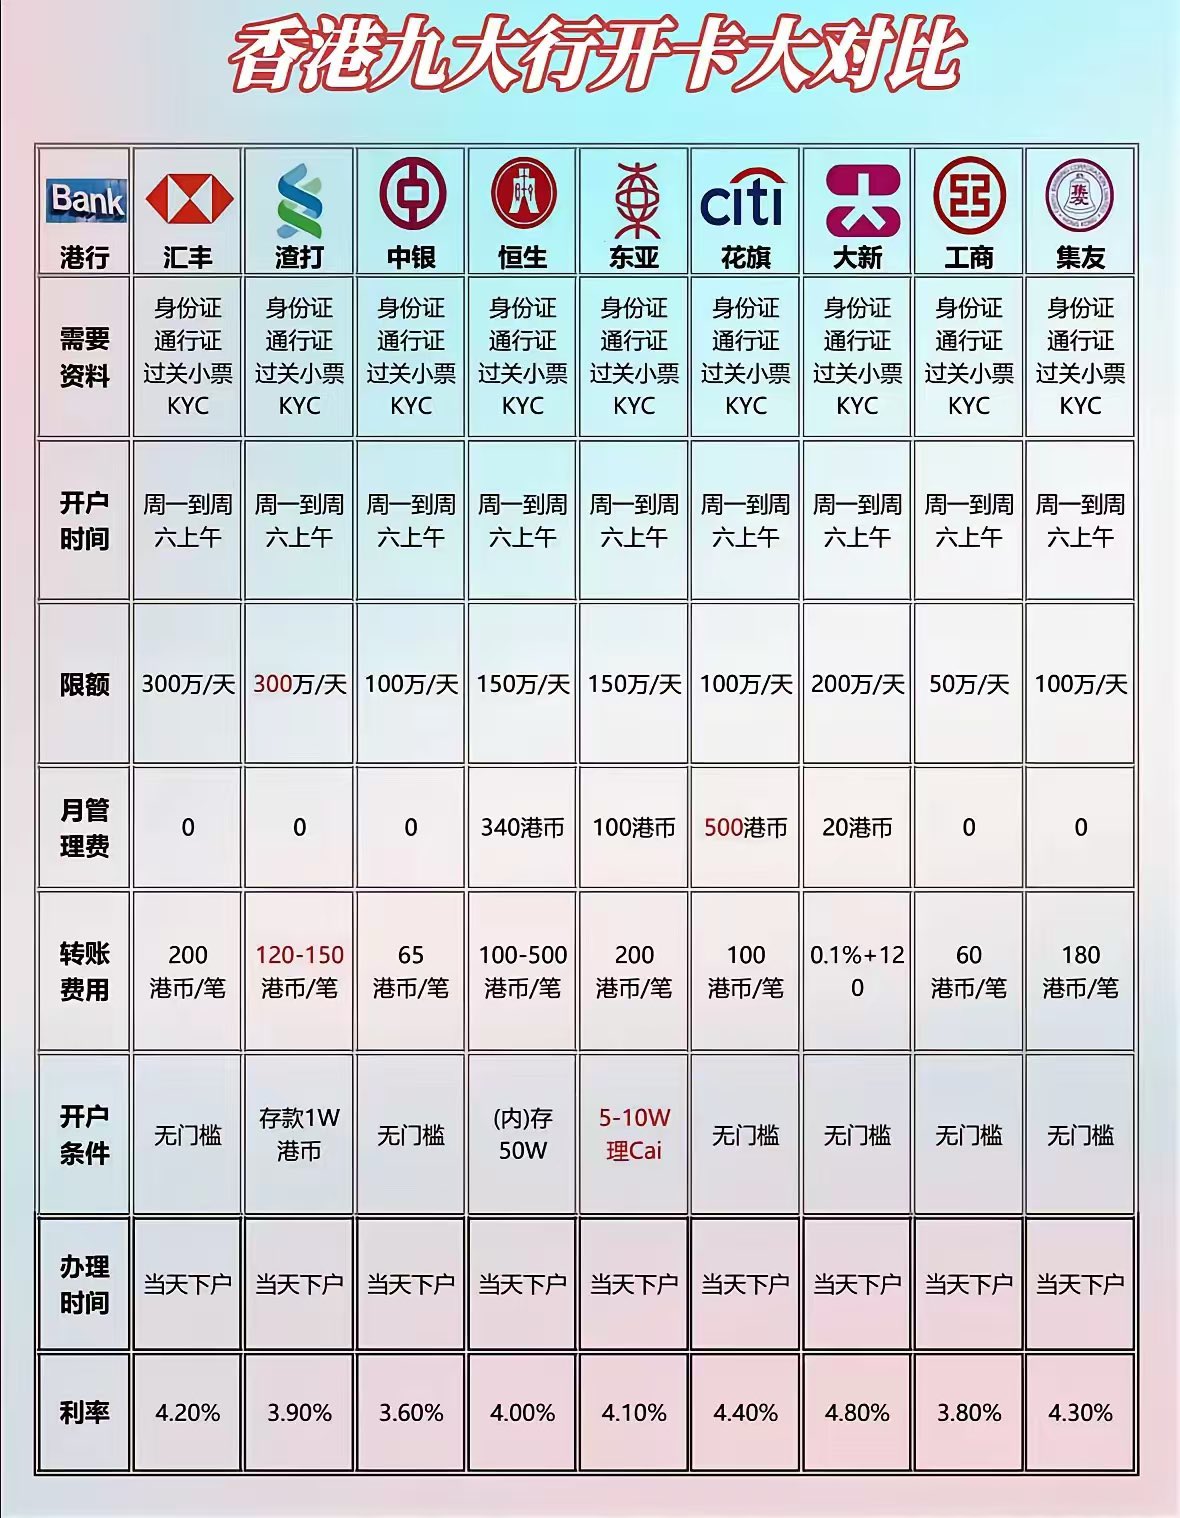 香港九大行开卡大对比
Bank 港行 汇丰 渣打 中银 恒生 东亚 citi 花旗 大新 工商 集友
需要 身份证 身份证 身份证 身份证 身份证 身份证 身份证 身份证 身份证
通行证 通行证 通行证 通行证 通行证 通行证 通行证 通行证 通行证
资料 过关小票 过关小票 过关小票 过关小票 过关小票 过关小票 过关小票 过关小票 过关小票
KYC KYC KYC KYC KYC KYC KYC KYC KYC
开户 周一到周 周一到周 周一到周 周一到周 周一到周 周一到周 周一到周 周一到周 周一到周
时间 六上午 六上午 六上午 六上午 六上午 六上午 六上午 六上午 六上午
限额 300万/天 300万/天 100万/天 150万/天 150万/天 100万/天 200万/天 50万/天 100万/天
月管
理费 0 0 0 340港币 100港币 500港币 20港币 0 0
转账 200 120-150 65 100-500 200 100 0.1%+12 60 180
费用 港币/笔 港币/笔 港币/笔 港币/笔 港币/笔 港币/笔 0 港币/笔 港币/笔
开户 无门槛 存款1W 无门槛 (内)存 5-10W 无门槛 无门槛 无门槛 无门槛
条件 港币 50W 理Cai
办理
时间 当天下户 当天下户 当天下户 当天下户 当天下户 当天下户 当天下户 当天下户 当天下户
利率 4.20% 3.90% 3.60% 4.00% 4.10% 4.40% 4.80% 3.80% 4.30%